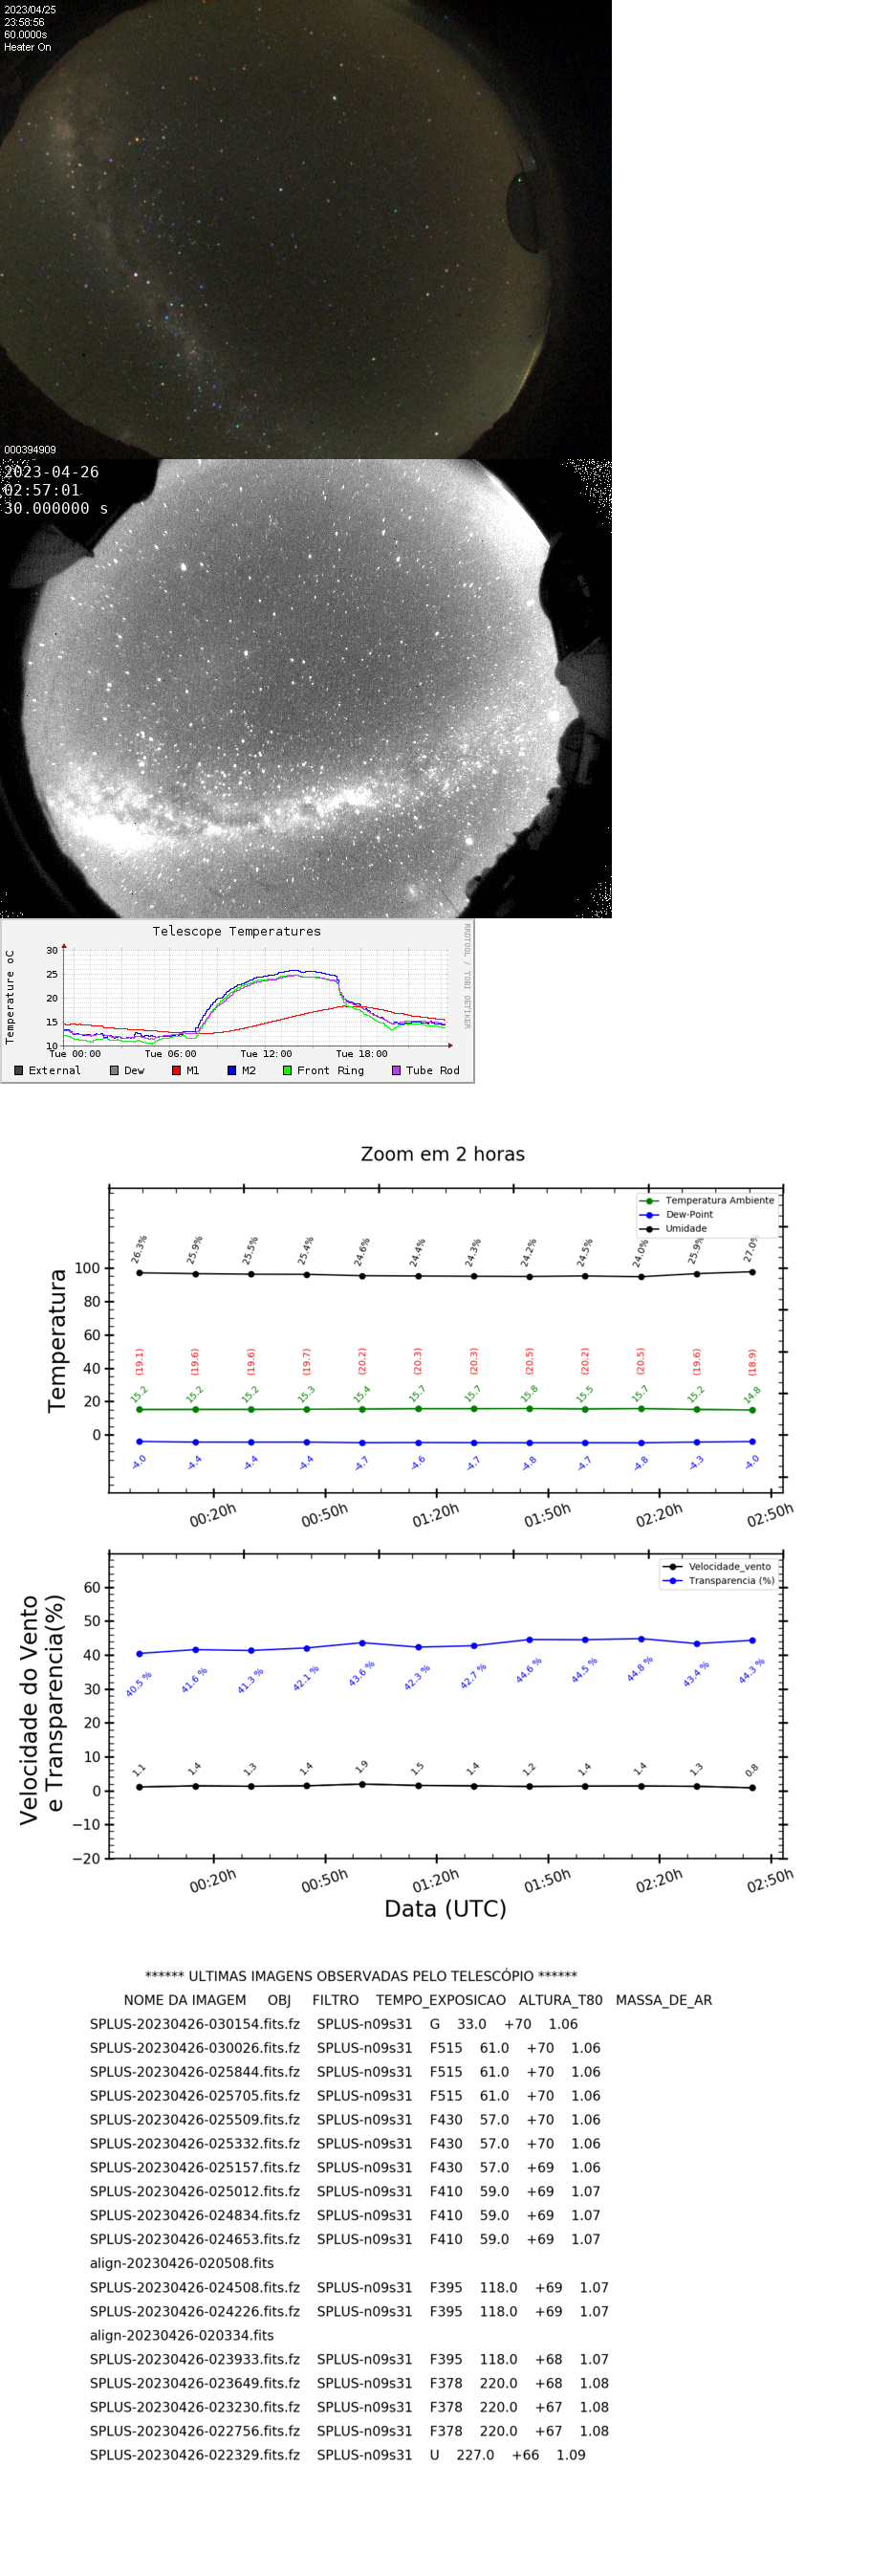 2023/04/25
23:58:56
60.0000s
Heater On
000394909
2023-04-26
02:57:01
30.000000 s
Telescope Temperatures
RRDTOOL / TOBI OETIKER
Temperature oC
30
25
20
15
10
Tue 00:00 Tue 06:00 Tue 12:00 Tue 18:00
External Dew M1 M2 Front Ring Tube Rod
Zoom em 2 horas
Temperatura Ambiente
Dew-Point
Umidade
Temperatura
100
80
60
40
20
0
26.3% 25.9% 25.5% 25.4% 24.6% 24.4% 24.3% 24.2% 24.5% 24.0% 25.9% 27.0%
(19.1) (19.6) (19.6) (19.7) (20.2) (20.3) (20.3) (20.5) (20.2) (20.5) (19.6) (18.9)
15.2 15.2 15.2 15.3 15.4 15.7 15.7 15.8 15.5 15.7 15.2 14.8
-4.0 -4.4 -4.4 -4.4 -4.7 -4.6 -4.7 -4.8 -4.7 -4.8 -4.3 -4.0
00:20h 00:50h 01:20h 01:50h 02:20h 02:50h
Velocidade_vento
Transparencia (%)
Velocidade do Vento
e Transparencia(%)
60
50
40
30
20
10
0
−10
−20
40.5 % 41.6 % 41.3 % 42.1 % 43.6 % 42.3 % 42.7 % 44.6 % 44.5 % 44.8 % 43.4 % 44.3 %
1.1 1.4 1.3 1.4 1.9 1.5 1.4 1.2 1.4 1.4 1.3 0.8
00:20h 00:50h 01:20h 01:50h 02:20h 02:50h
Data (UTC)
****** ULTIMAS IMAGENS OBSERVADAS PELO TELESCÓPIO ******
NOME DA IMAGEM OBJ FILTRO TEMPO_EXPOSICAO ALTURA_T80 MASSA_DE_AR
SPLUS-20230426-030154.fits.fz SPLUS-n09s31 G 33.0 +70 1.06
SPLUS-20230426-030026.fits.fz SPLUS-n09s31 F515 61.0 +70 1.06
SPLUS-20230426-025844.fits.fz SPLUS-n09s31 F515 61.0 +70 1.06
SPLUS-20230426-025705.fits.fz SPLUS-n09s31 F515 61.0 +70 1.06
SPLUS-20230426-025509.fits.fz SPLUS-n09s31 F430 57.0 +70 1.06
SPLUS-20230426-025332.fits.fz SPLUS-n09s31 F430 57.0 +70 1.06
SPLUS-20230426-025157.fits.fz SPLUS-n09s31 F430 57.0 +69 1.06
SPLUS-20230426-025012.fits.fz SPLUS-n09s31 F410 59.0 +69 1.07
SPLUS-20230426-024834.fits.fz SPLUS-n09s31 F410 59.0 +69 1.07
SPLUS-20230426-024653.fits.fz SPLUS-n09s31 F410 59.0 +69 1.07
align-20230426-020508.fits
SPLUS-20230426-024508.fits.fz SPLUS-n09s31 F395 118.0 +69 1.07
SPLUS-20230426-024226.fits.fz SPLUS-n09s31 F395 118.0 +69 1.07
align-20230426-020334.fits
SPLUS-20230426-023933.fits.fz SPLUS-n09s31 F395 118.0 +68 1.07
SPLUS-20230426-023649.fits.fz SPLUS-n09s31 F378 220.0 +68 1.08
SPLUS-20230426-023230.fits.fz SPLUS-n09s31 F378 220.0 +67 1.08
SPLUS-20230426-022756.fits.fz SPLUS-n09s31 F378 220.0 +67 1.08
SPLUS-20230426-022329.fits.fz SPLUS-n09s31 U 227.0 +66 1.09